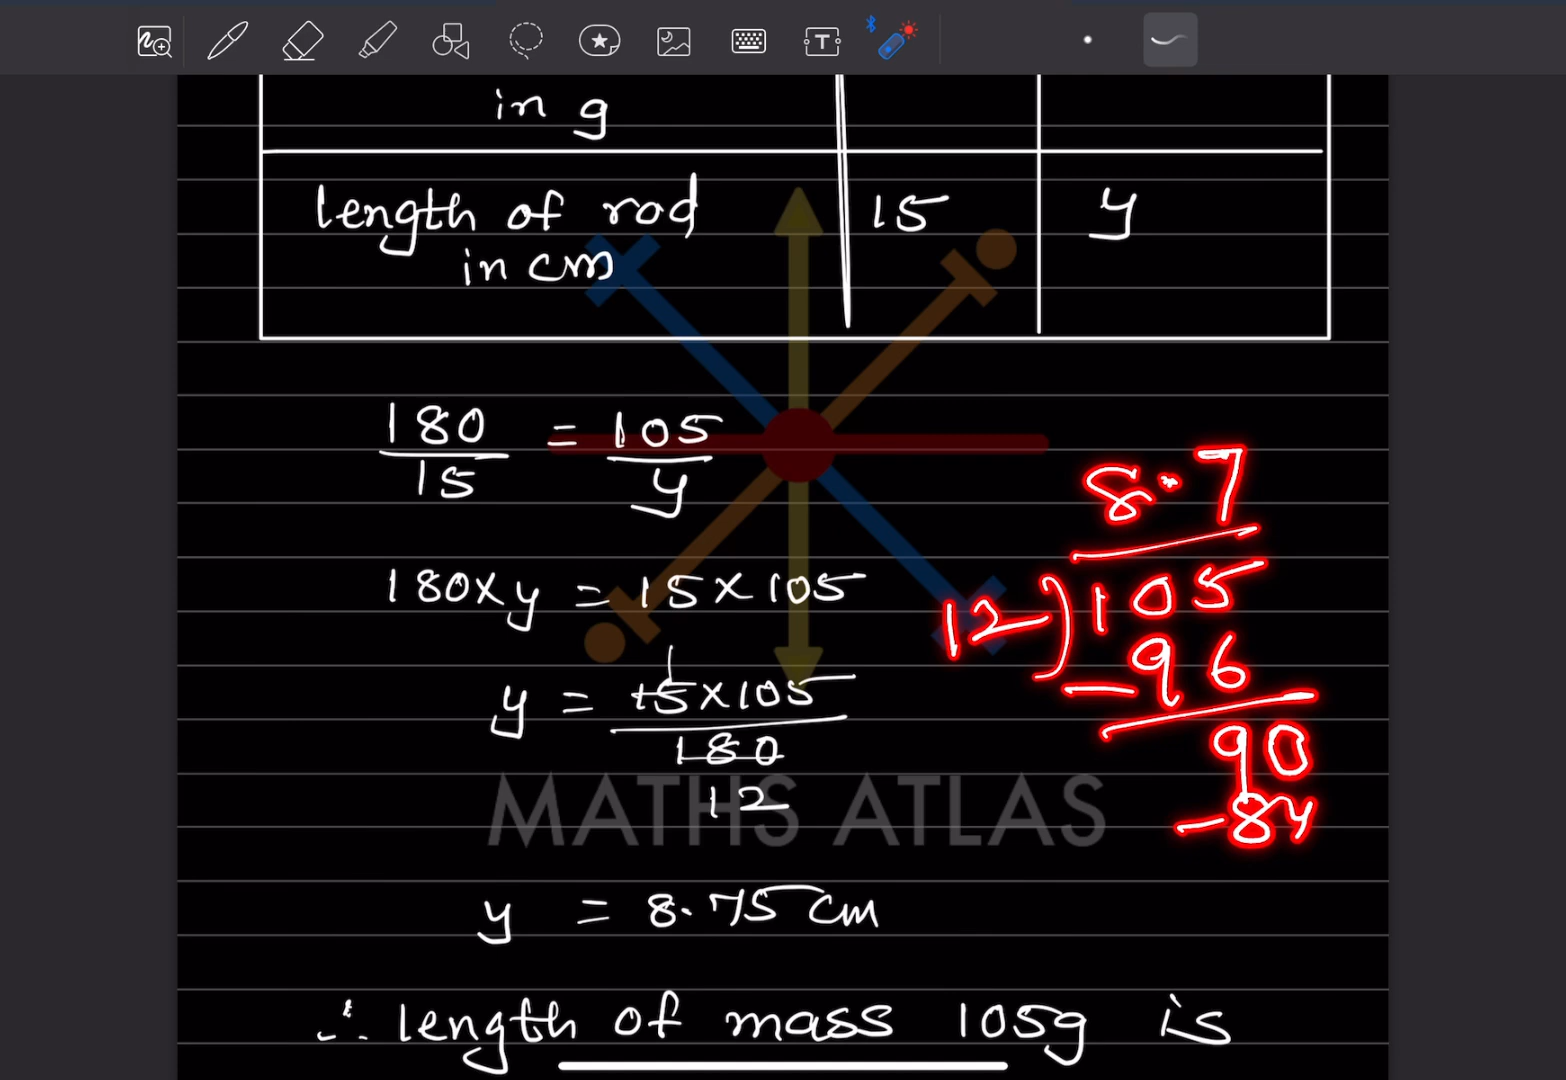 in g
length of rod 15 y
in cm
180/15 = 105/y
180xy = 15 × 105
y = 15 × 105 / 180
1
12
y = 8.75 cm
∴ length of mass 105g is
8.7
12)105
-96
90
-84
MATHS ATLAS
T